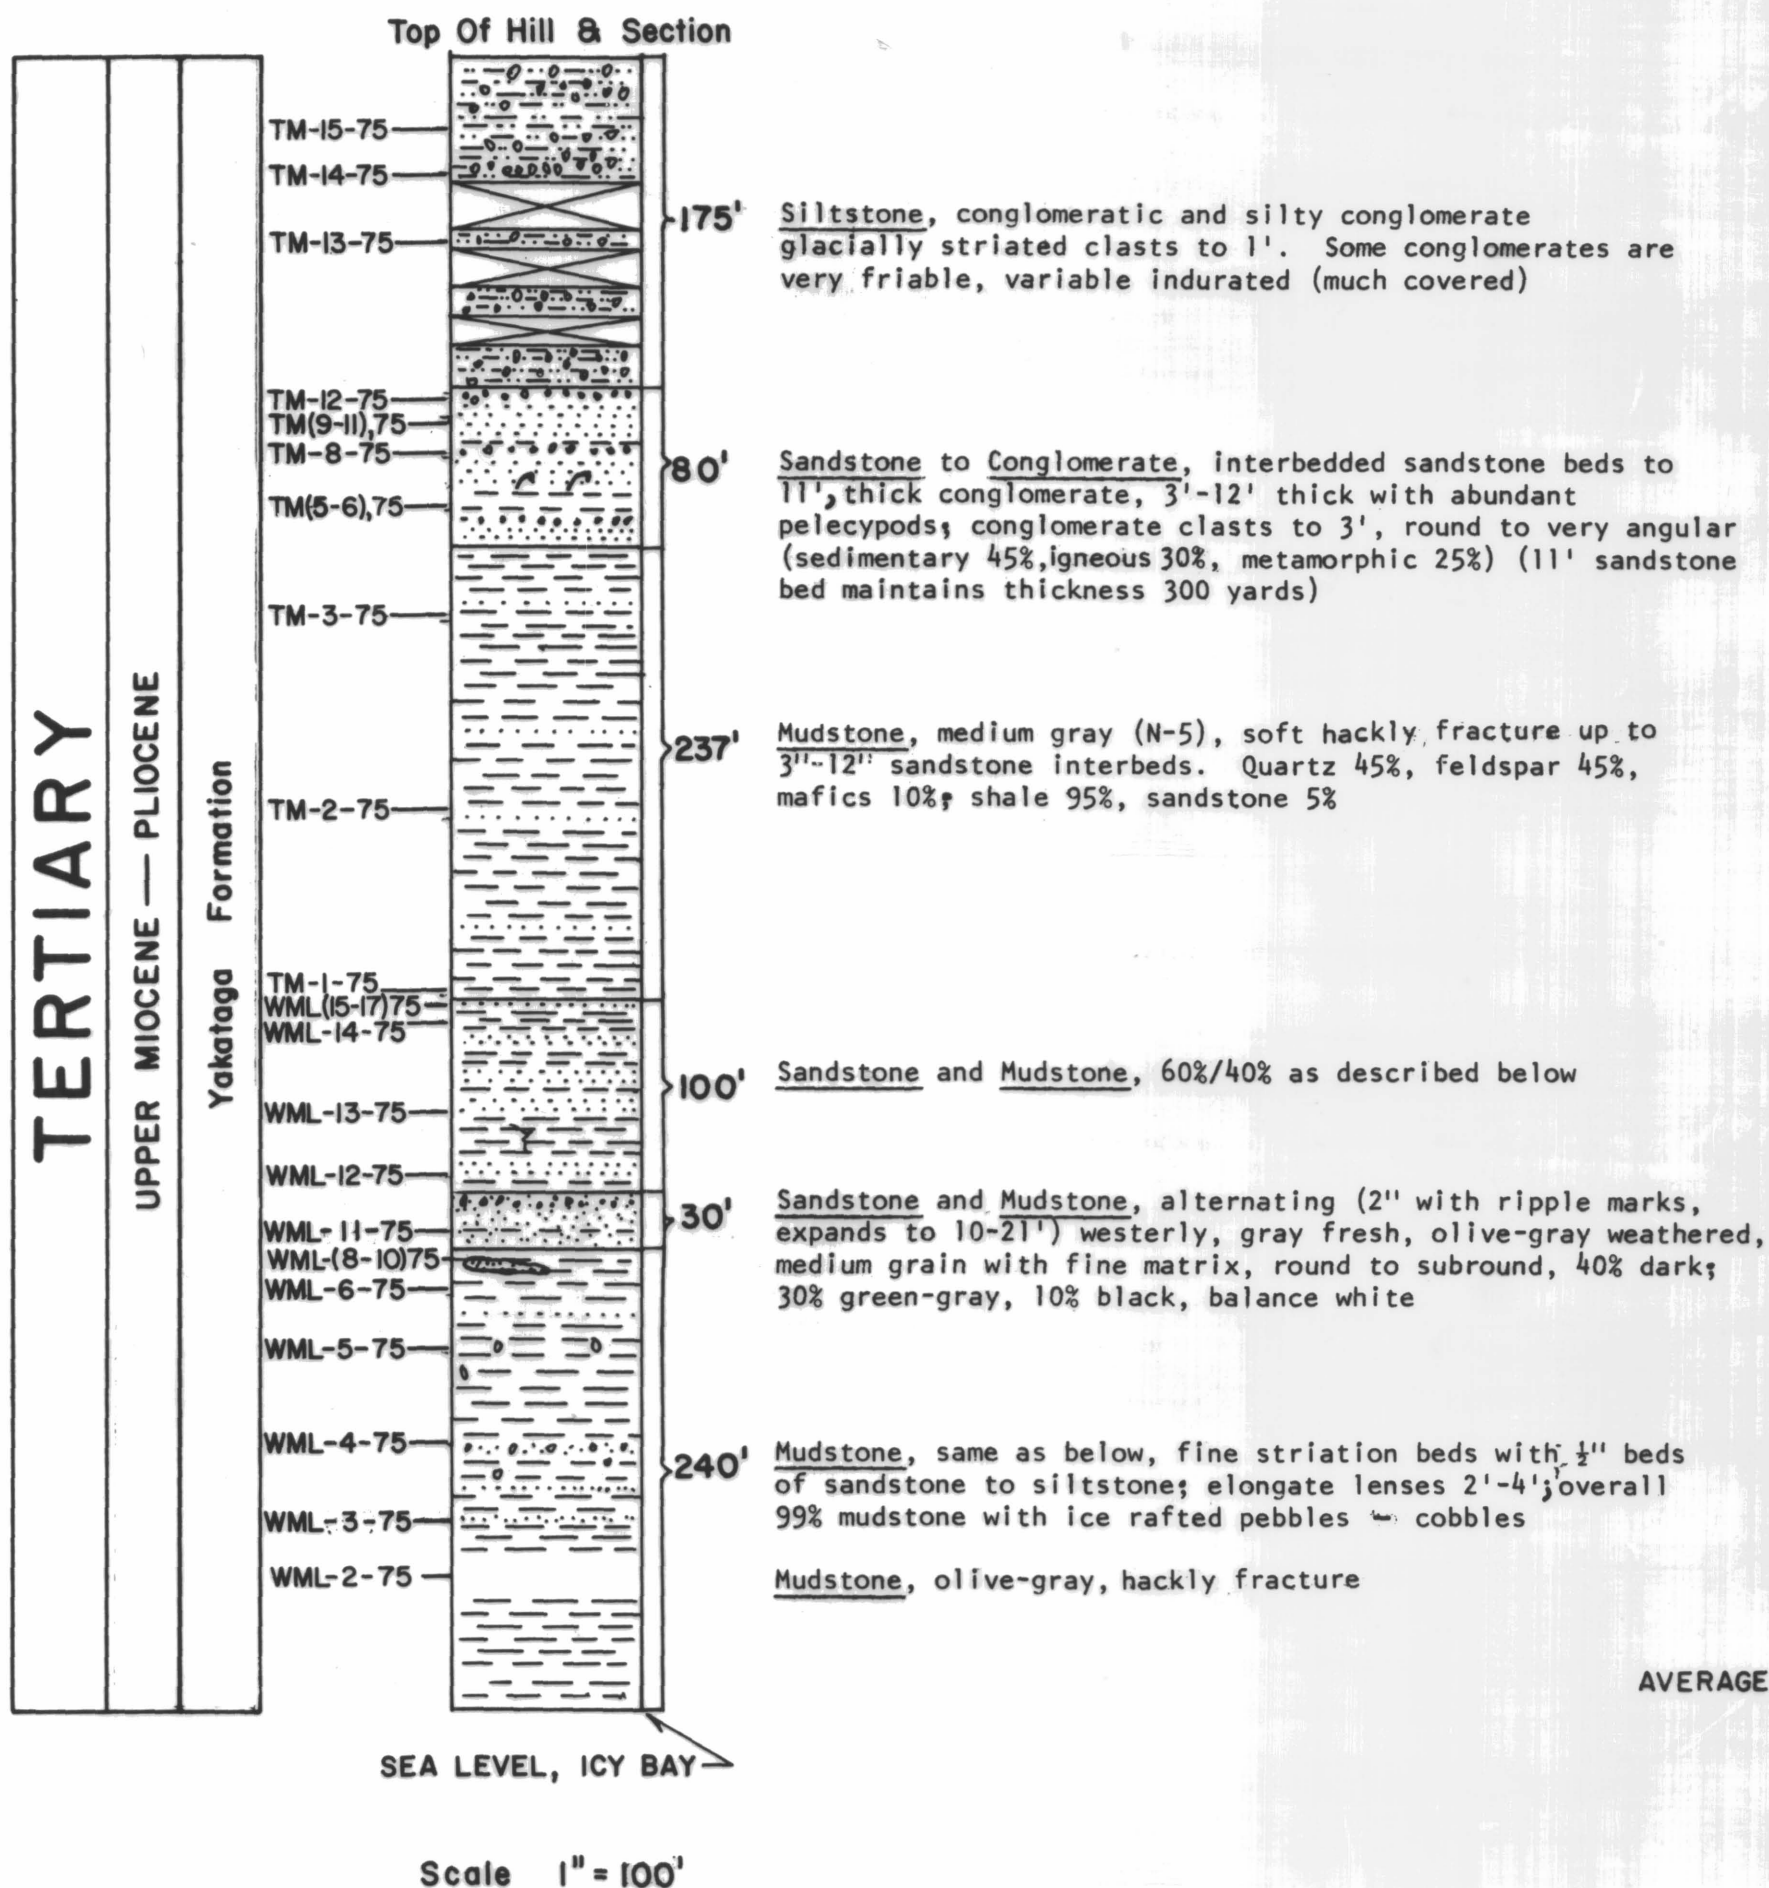 Top Of Hill & Section
TERTIARY
UPPER MIOCENE — PLIOCENE
Yakataga Formation
TM-15-75
TM-14-75
TM-13-75
TM-12-75
TM(9-11),75
TM-8-75
TM(5-6),75
TM-3-75
TM-2-75
TM-1-75
WML(15-17)75
WML-14-75
WML-13-75
WML-12-75
WML-11-75
WML-(8-10)75
WML-6-75
WML-5-75
WML-4-75
WML-3-75
WML-2-75
175'
Siltstone, conglomeratic and silty conglomerate
glacially striated clasts to 1'. Some conglomerates are
very friable, variable indurated (much covered)
80'
Sandstone to Conglomerate, interbedded sandstone beds to
11', thick conglomerate, 3'-12' thick with abundant
pelecypods; conglomerate clasts to 3', round to very angular
(sedimentary 45%, igneous 30%, metamorphic 25%) (11' sandstone
bed maintains thickness 300 yards)
237'
Mudstone, medium gray (N-5), soft hackly fracture up to
3"-12" sandstone interbeds. Quartz 45%, feldspar 45%,
mafics 10%; shale 95%, sandstone 5%
100'
Sandstone and Mudstone, 60%/40% as described below
30'
Sandstone and Mudstone, alternating (2" with ripple marks,
expands to 10-21') westerly, gray fresh, olive-gray weathered,
medium grain with fine matrix, round to subround, 40% dark;
30% green-gray, 10% black, balance white
240'
Mudstone, same as below, fine striation beds with ½" beds
of sandstone to siltstone; elongate lenses 2'-4'; overall
99% mudstone with ice rafted pebbles - cobbles
Mudstone, olive-gray, hackly fracture
AVERAGE
SEA LEVEL, ICY BAY
Scale 1" = 100'